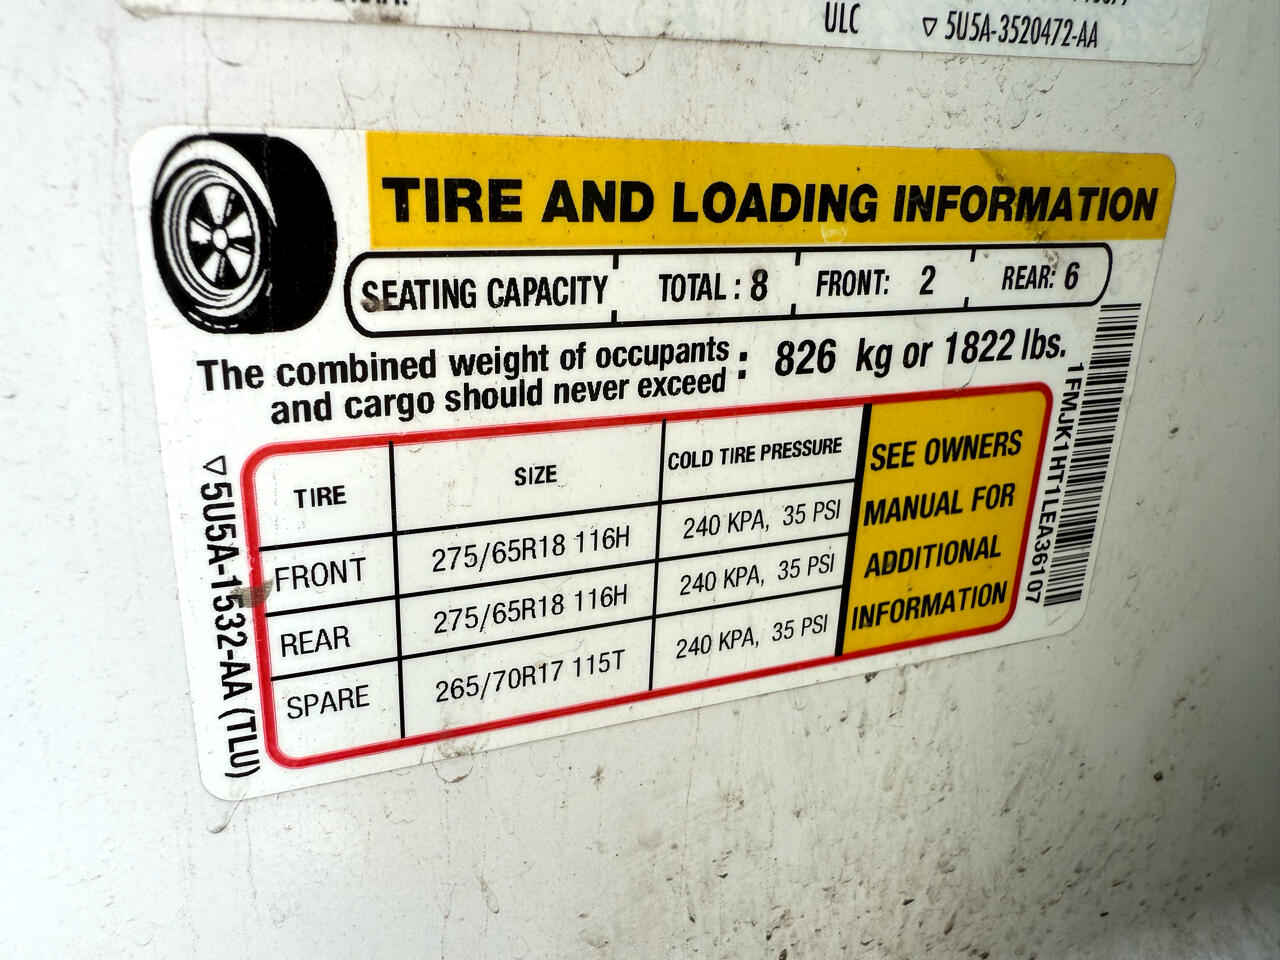 ULC ▽ 5U5A-3520472-AA
TIRE AND LOADING INFORMATION
SEATING CAPACITY TOTAL : 8 FRONT: 2 REAR: 6
The combined weight of occupants
and cargo should never exceed : 826 kg or 1822 lbs.
TIRE SIZE COLD TIRE PRESSURE
FRONT 275/65R18 116H 240 KPA, 35 PSI
REAR 275/65R18 116H 240 KPA, 35 PSI
SPARE 265/70R17 115T 240 KPA, 35 PSI
SEE OWNERS
MANUAL FOR
ADDITIONAL
INFORMATION
▽5U5A-1532-AA (TLU)
1FMJK1HT1LEA36107